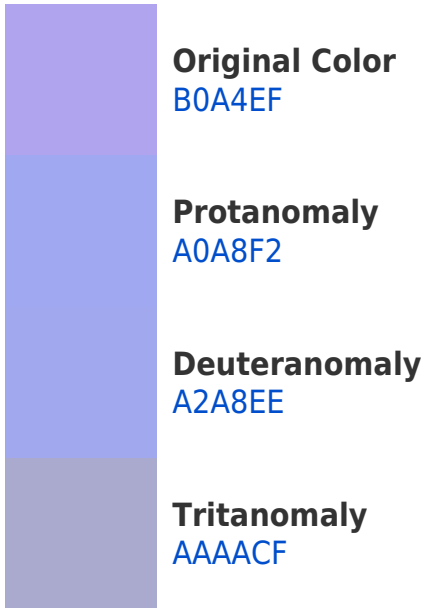 Original Color
B0A4EF
Protanomaly
A0A8F2
Deuteranomaly
A2A8EE
Tritanomaly
AAAACF